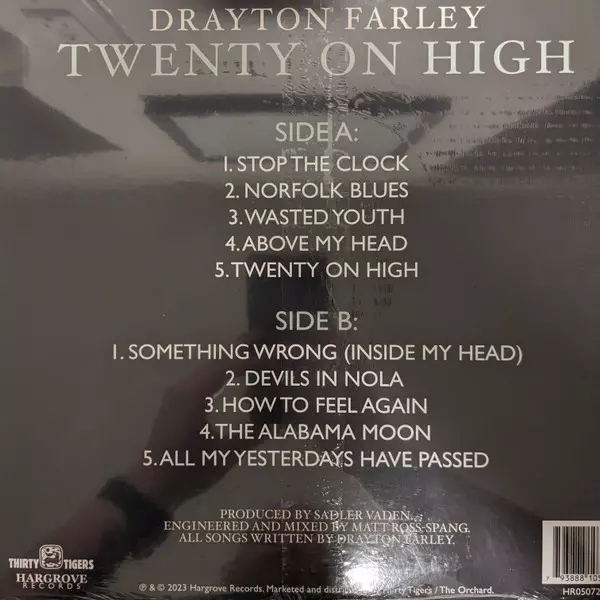 DRAYTON FARLEY
TWENTY ON HIGH
SIDE A:
1. STOP THE CLOCK
2. NORFOLK BLUES
3. WASTED YOUTH
4. ABOVE MY HEAD
5. TWENTY ON HIGH
SIDE B:
1. SOMETHING WRONG (INSIDE MY HEAD)
2. DEVILS IN NOLA
3. HOW TO FEEL AGAIN
4. THE ALABAMA MOON
5. ALL MY YESTERDAYS HAVE PASSED
PRODUCED BY SADLER VADEN.
ENGINEERED AND MIXED BY MATT ROSS-SPANG.
ALL SONGS WRITTEN BY DRAYTON FARLEY.
THIRTY TIGERS
HARGROVE
RECORDS
℗ & © 2023 Hargrove Records. Marketed and Thirty Tigers / The Orchard.
93888 105
HR05072